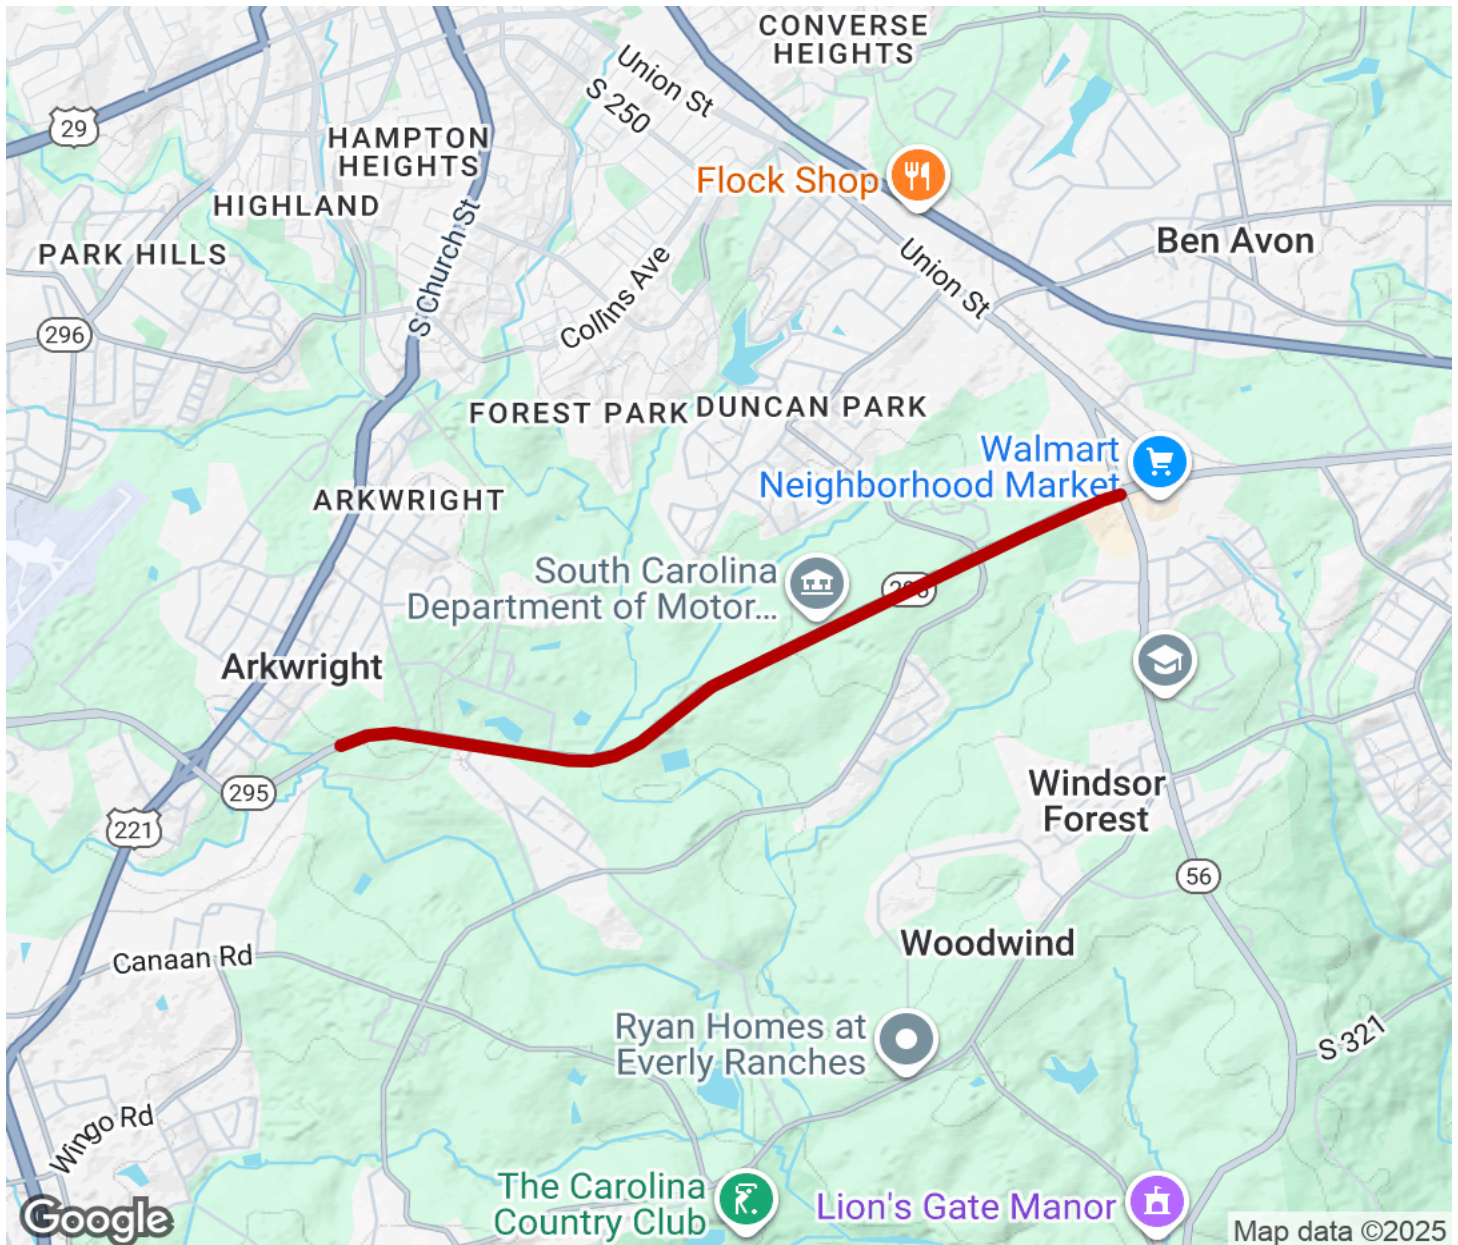 CONVERSE
HEIGHTS
Union St
S 250
29
HAMPTON
HEIGHTS
Flock Shop
HIGHLAND
PARK HILLS
S Church St
Union St
Ben Avon
Collins Ave
296
FOREST PARK
DUNCAN PARK
Walmart
Neighborhood Market
ARKWRIGHT
South Carolina
Department of Motor...
Arkwright
295
221
Windsor
Forest
56
Canaan Rd
Woodwind
Ryan Homes at
Everly Ranches
S 321
Wingo Rd
The Carolina
Country Club
Lion's Gate Manor
Google
Map data ©2025